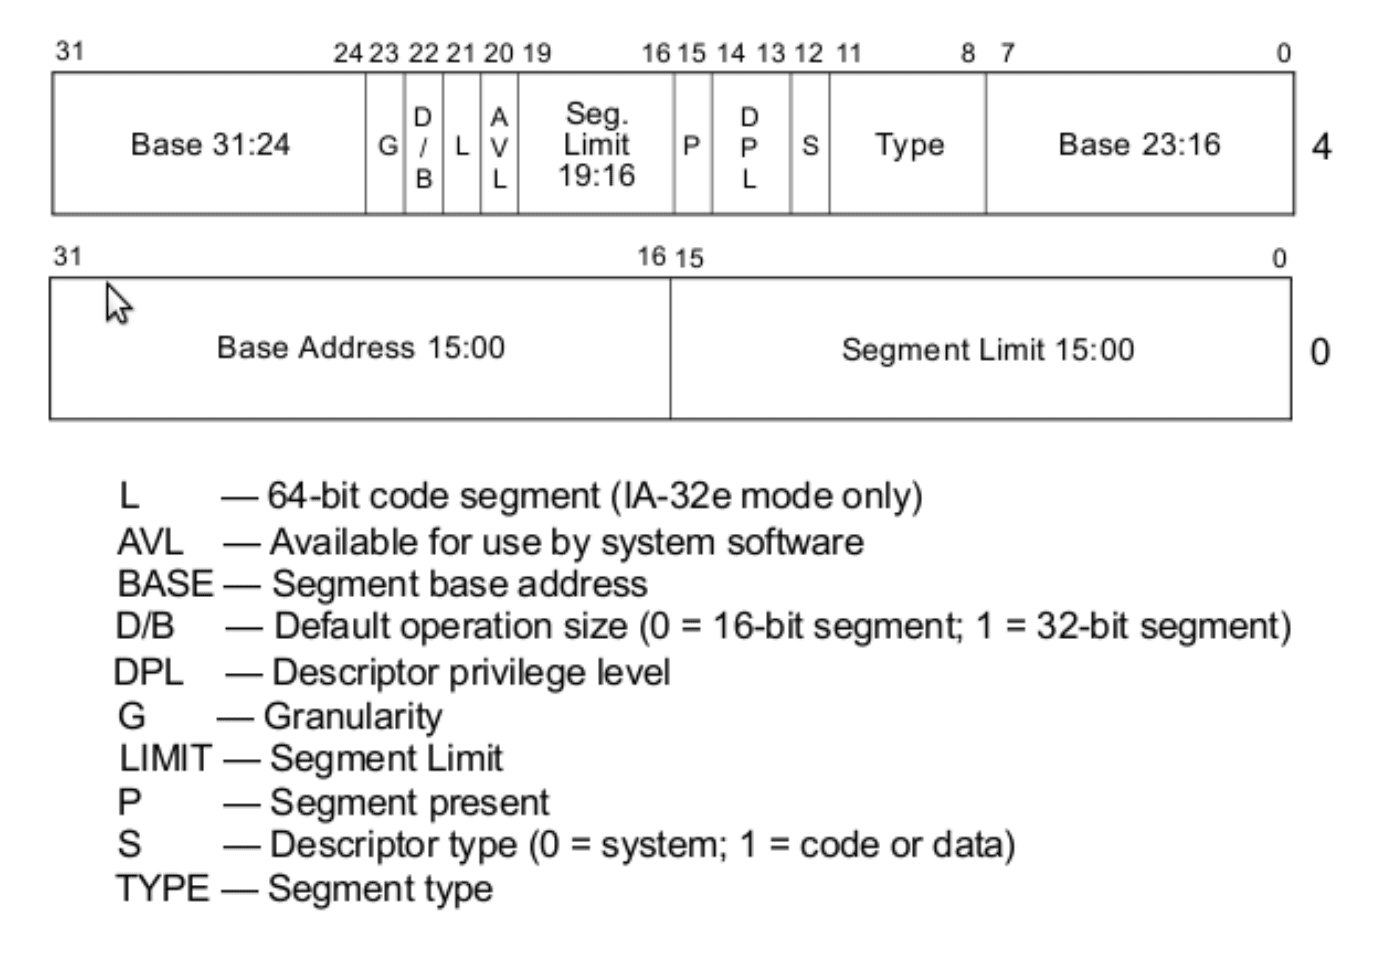 31 24 23 22 21 20 19 16 15 14 13 12 11 8 7 0
Base 31:24 G D/B L AVL Seg. Limit 19:16 P DPL S Type Base 23:16 4
31 16 15 0
Base Address 15:00 Segment Limit 15:00 0
L — 64-bit code segment (IA-32e mode only)
AVL — Available for use by system software
BASE — Segment base address
D/B — Default operation size (0 = 16-bit segment; 1 = 32-bit segment)
DPL — Descriptor privilege level
G — Granularity
LIMIT — Segment Limit
P — Segment present
S — Descriptor type (0 = system; 1 = code or data)
TYPE — Segment type